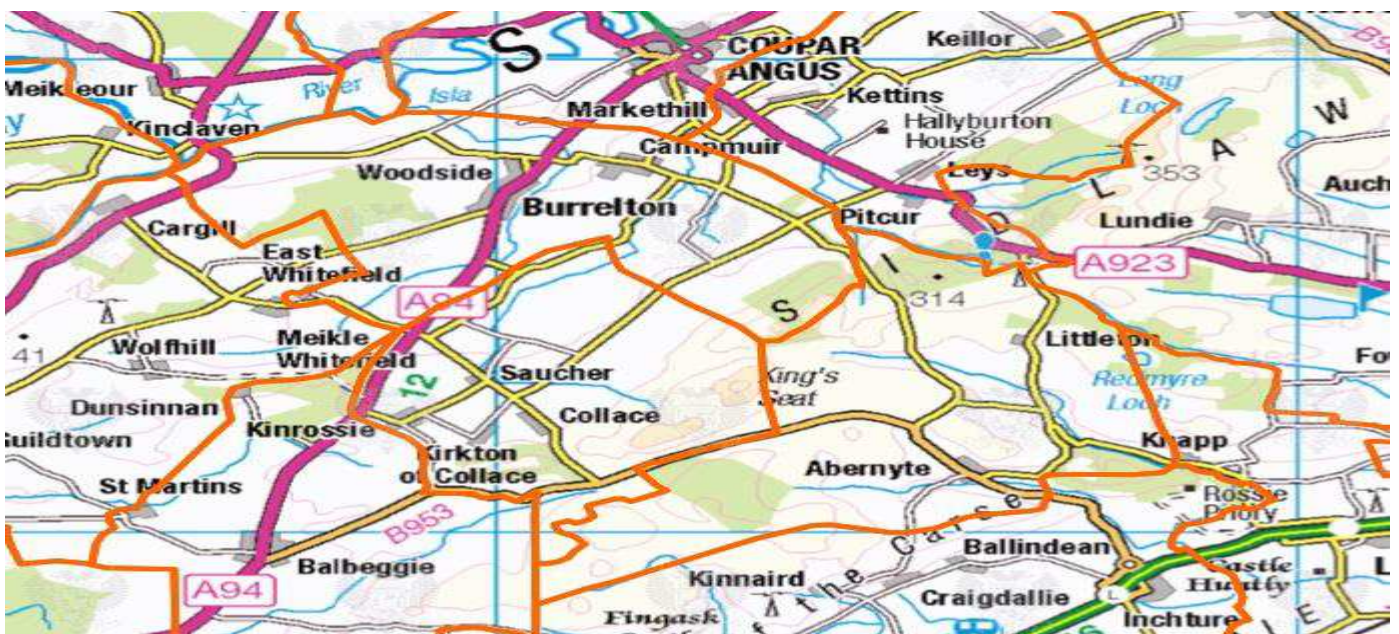 S
COUPAR
ANGUS
Keillor
Meikleour
River
Isla
Markethill
Kettins
Long
Loch
W
Kinclaven
Hallyburton
House
A
Campmuir
Woodside
Leys
353
L
Auch
Burrelton
Pitcur
Lundie
D
Cargill
East
Whitefield
A923
I
A94
314
S
Meikle
Whitefield
Littleton
41
Wolfhill
12
Saucher
King's
Seat
Redmyre
Loch
Dunsinnan
Collace
Guildtown
Kinrossie
Knapp
Kirkton
of Collace
Abernyte
St Martins
Rossie
Priory
B953
Carse
Ballindean
Balbeggie
Castle
Huntly
A94
Kinnaird
the
L
Craigdallie
Fingask
Inchture
I E